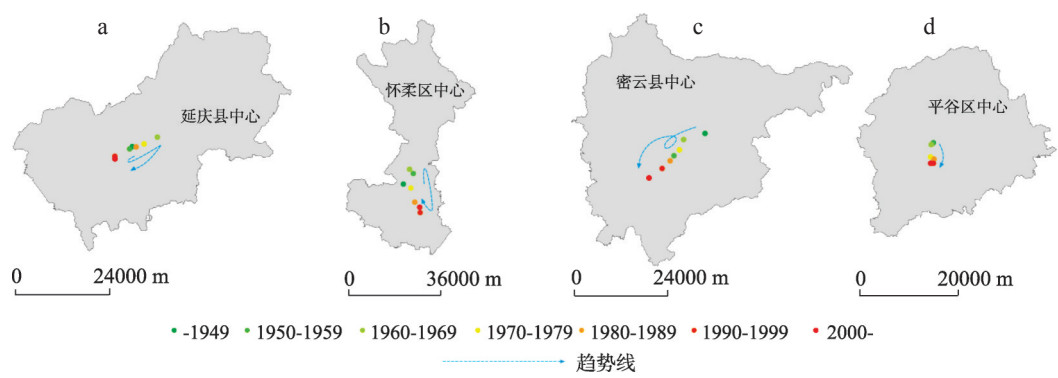 a
b
c
d
延庆县中心
怀柔区中心
密云县中心
平谷区中心
0 24000 m
0 36000 m
0 24000 m
0 20000 m
-1949 1950-1959 1960-1969 1970-1979 1980-1989 1990-1999 2000-
趋势线